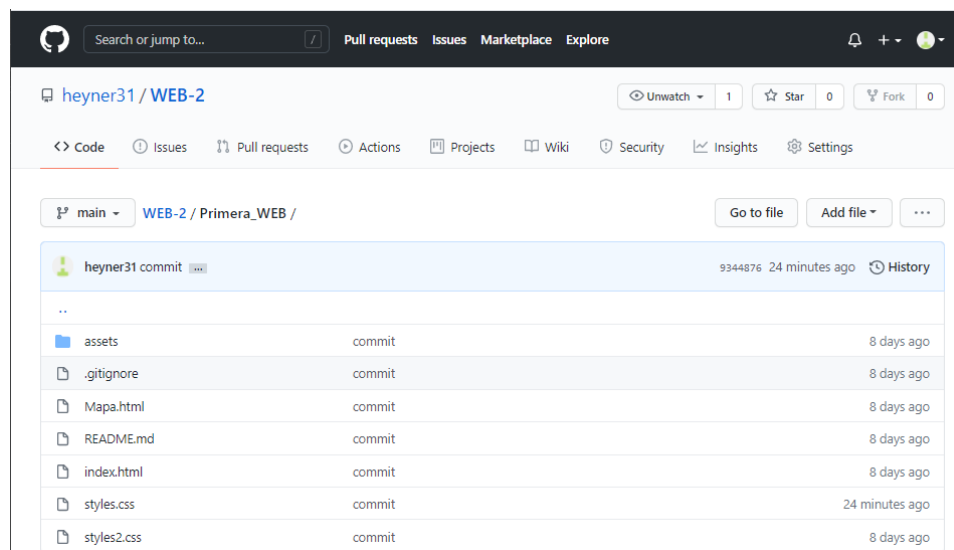 Search or jump to... / Pull requests Issues Marketplace Explore
heyner31 / WEB-2 Unwatch 1 Star 0 Fork 0
Code Issues Pull requests Actions Projects Wiki Security Insights Settings
main WEB-2 / Primera_WEB / Go to file Add file ...
heyner31 commit ... 9344876 24 minutes ago History
..
assets commit 8 days ago
.gitignore commit 8 days ago
Mapa.html commit 8 days ago
README.md commit 8 days ago
index.html commit 8 days ago
styles.css commit 24 minutes ago
styles2.css commit 8 days ago